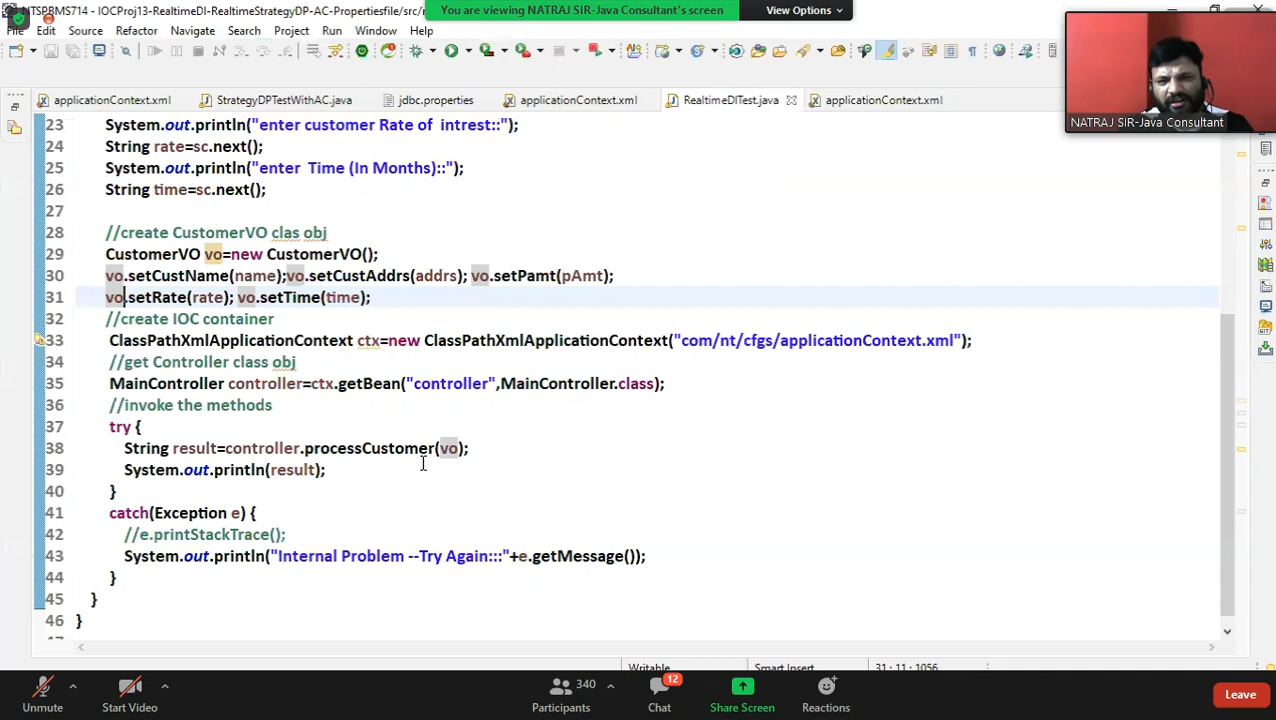 NTSPBMS714 - IOCProj13-RealtimeDI-RealtimeStrategyDP-AC-Propertiesfile/src/
You are viewing NATRAJ SIR-Java Consultant's screen
View Options
File Edit Source Refactor Navigate Search Project Run Window Help
applicationContext.xml StrategyDPTestWithAC.java jdbc.properties applicationContext.xml RealtimeDITest.java applicationContext.xml
NATRAJ SIR-Java Consultant
23 System.out.println("enter customer Rate of intrest::");
24 String rate=sc.next();
25 System.out.println("enter Time (In Months)::");
26 String time=sc.next();
27
28 //create CustomerVO clas obj
29 CustomerVO vo=new CustomerVO();
30 vo.setCustName(name);vo.setCustAddrs(addrs); vo.setPamt(pAmt);
31 vo.setRate(rate); vo.setTime(time);
32 //create IOC container
33 ClassPathXmlApplicationContext ctx=new ClassPathXmlApplicationContext("com/nt/cfgs/applicationContext.xml");
34 //get Controller class obj
35 MainController controller=ctx.getBean("controller",MainController.class);
36 //invoke the methods
37 try {
38 String result=controller.processCustomer(vo);
39 System.out.println(result);
40 }
41 catch(Exception e) {
42 //e.printStackTrace();
43 System.out.println("Internal Problem --Try Again:::"+e.getMessage());
44 }
45 }
46 }
Writable Smart Insert 31 : 11 : 1056
340 12
Unmute Start Video Participants Chat Share Screen Reactions Leave